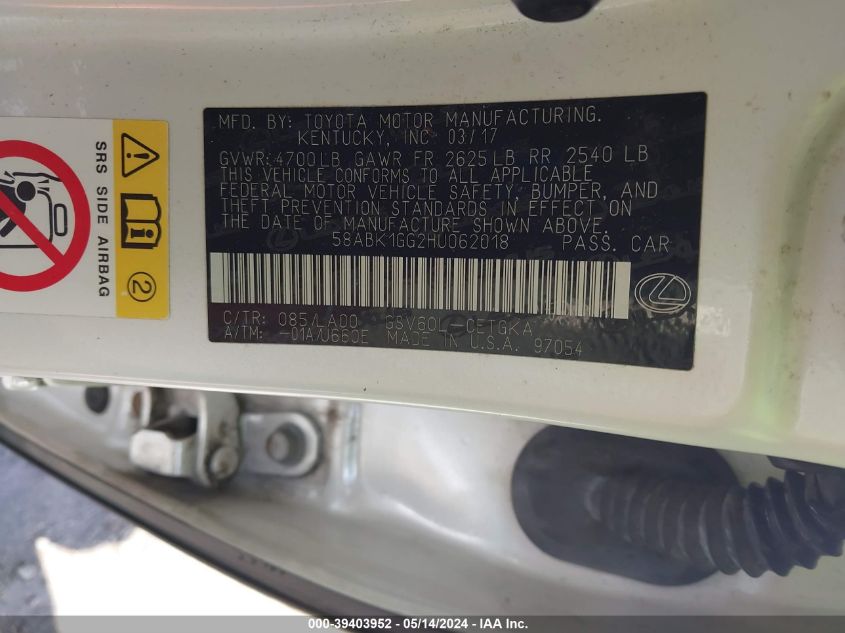 MFD. BY: TOYOTA MOTOR MANUFACTURING.
KENTUCKY, INC 03/17
GVWR: 4700LB GAWR FR 2625LB RR 2540 LB
THIS VEHICLE CONFORMS TO ALL APPLICABLE
FEDERAL MOTOR VEHICLE SAFETY, BUMPER, AND
THEFT PREVENTION STANDARDS IN EFFECT ON
THE DATE OF MANUFACTURE SHOWN ABOVE.
58ABK1GG2HU062018 PASS. CAR
C/TR: 085/LA00 GSV60L-CETGKA
A/TM: -01A/U660E MADE IN U.S.A. 97054
SRS SIDE AIRBAG
2
000-39403952 - 05/14/2024 - © IAA Inc.